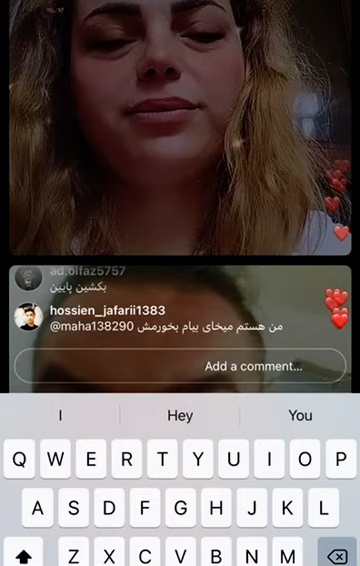 ad.olfaz5757
بکشین پایین
hossien_jafarii1383
@maha138290 من هستم میخای بیام بخورمش
Add a comment...
I Hey You
Q W E R T Y U I O P
A S D F G H J K L
Z X C V B N M